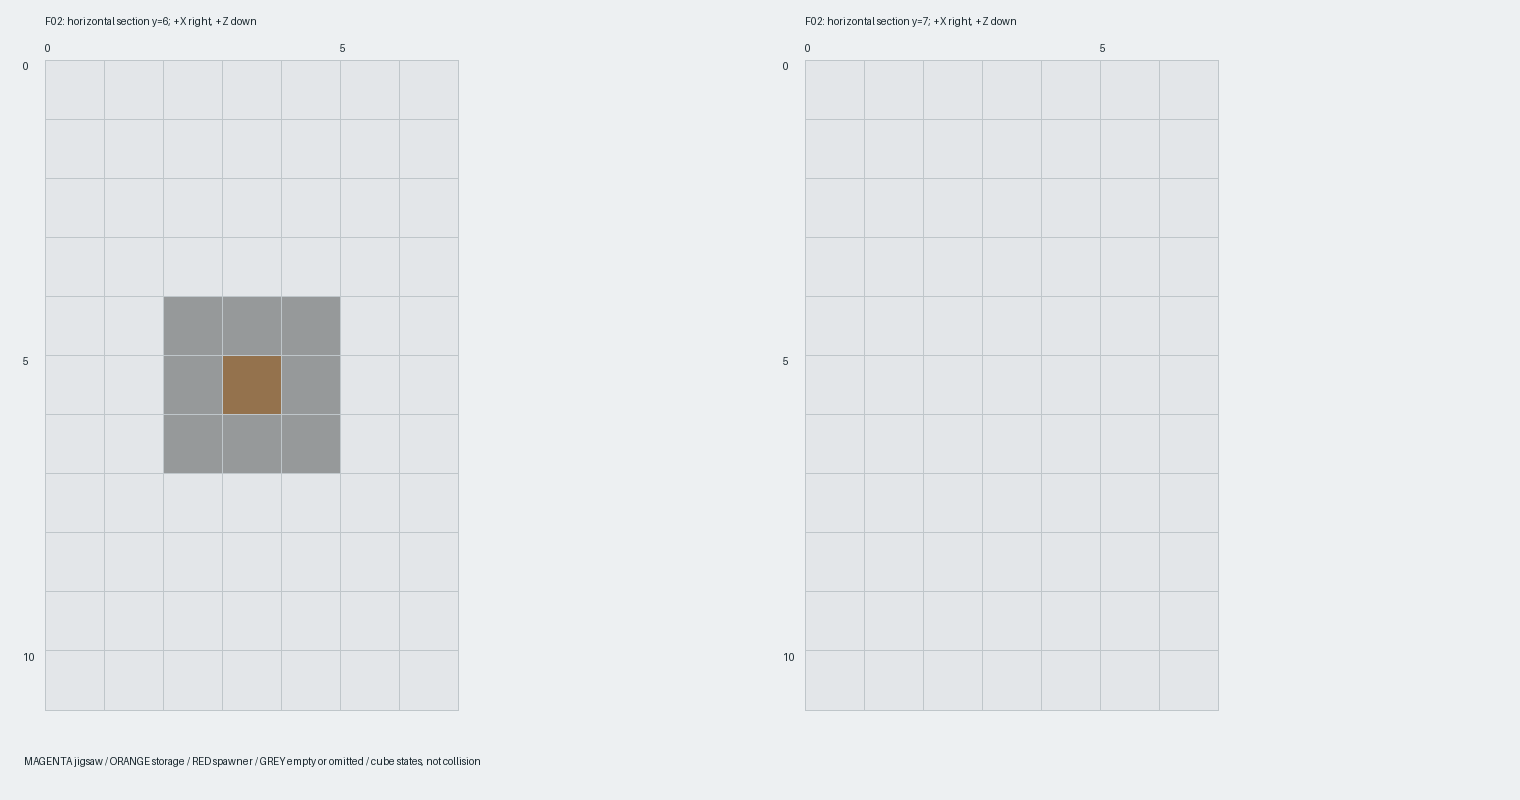 F02: horizontal section y=6; +X right, +Z down
F02: horizontal section y=7; +X right, +Z down
0 5
0 5
0
5
10
0
5
10
MAGENTA jigsaw / ORANGE storage / RED spawner / GREY empty or omitted / cube states, not collision